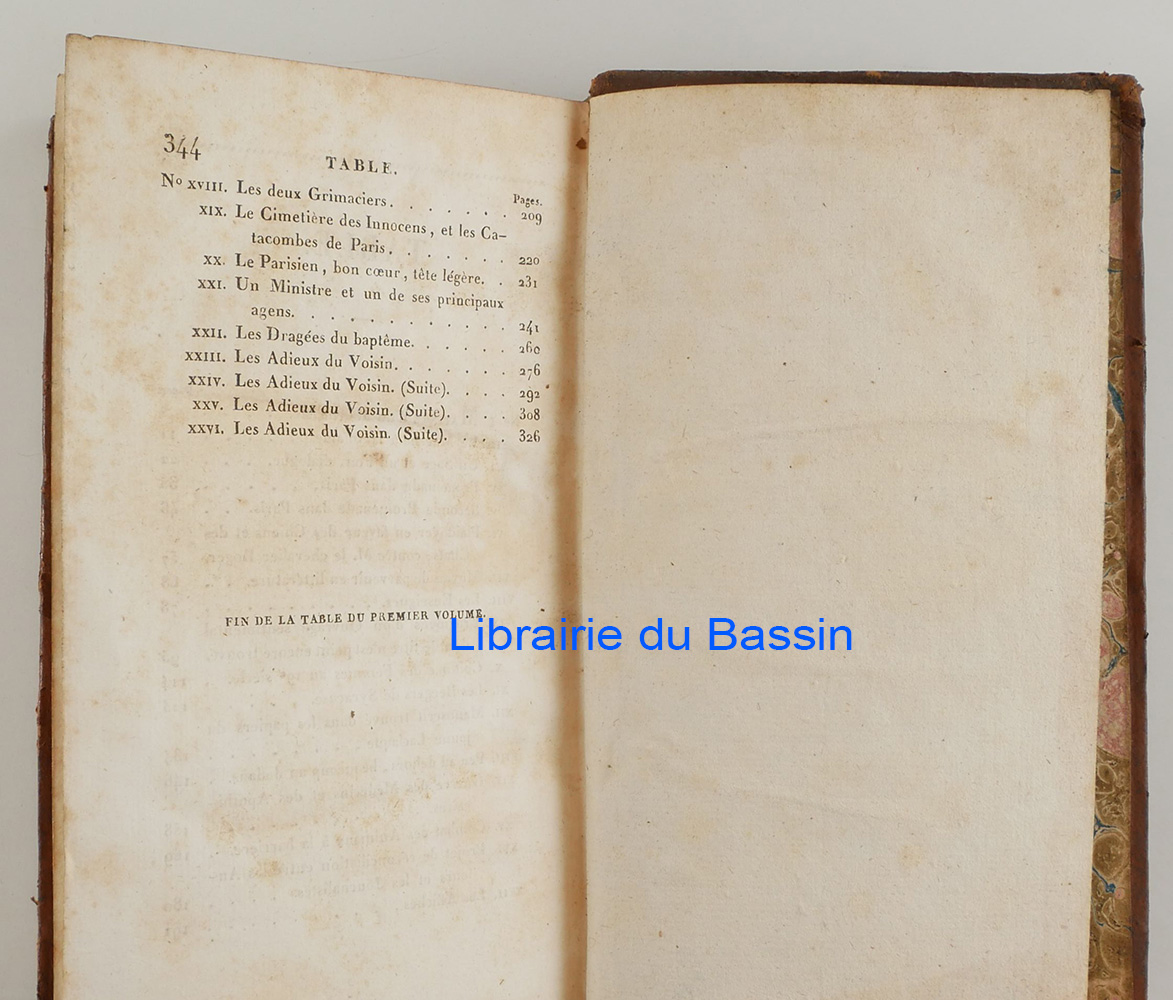 344
TABLE.
Pages.
No XVIII. Les deux Grimaciers. . . . . . . 209
XIX. Le Cimetière des Innocens, et les Ca-
tacombes de Paris. . . . . . . 220
XX. Le Parisien, bon cœur, tête légère. . 231
XXI. Un Ministre et un de ses principaux
agens. . . . . . . . . . . 241
XXII. Les Dragées du baptême. . . . . . 260
XXIII. Les Adieux du Voisin. . . . . . . 276
XXIV. Les Adieux du Voisin. (Suite). . . . 292
XXV. Les Adieux du Voisin. (Suite). . . . 308
XXVI. Les Adieux du Voisin. (Suite). . . . 326
FIN DE LA TABLE DU PREMIER VOLUME.
Librairie du Bassin